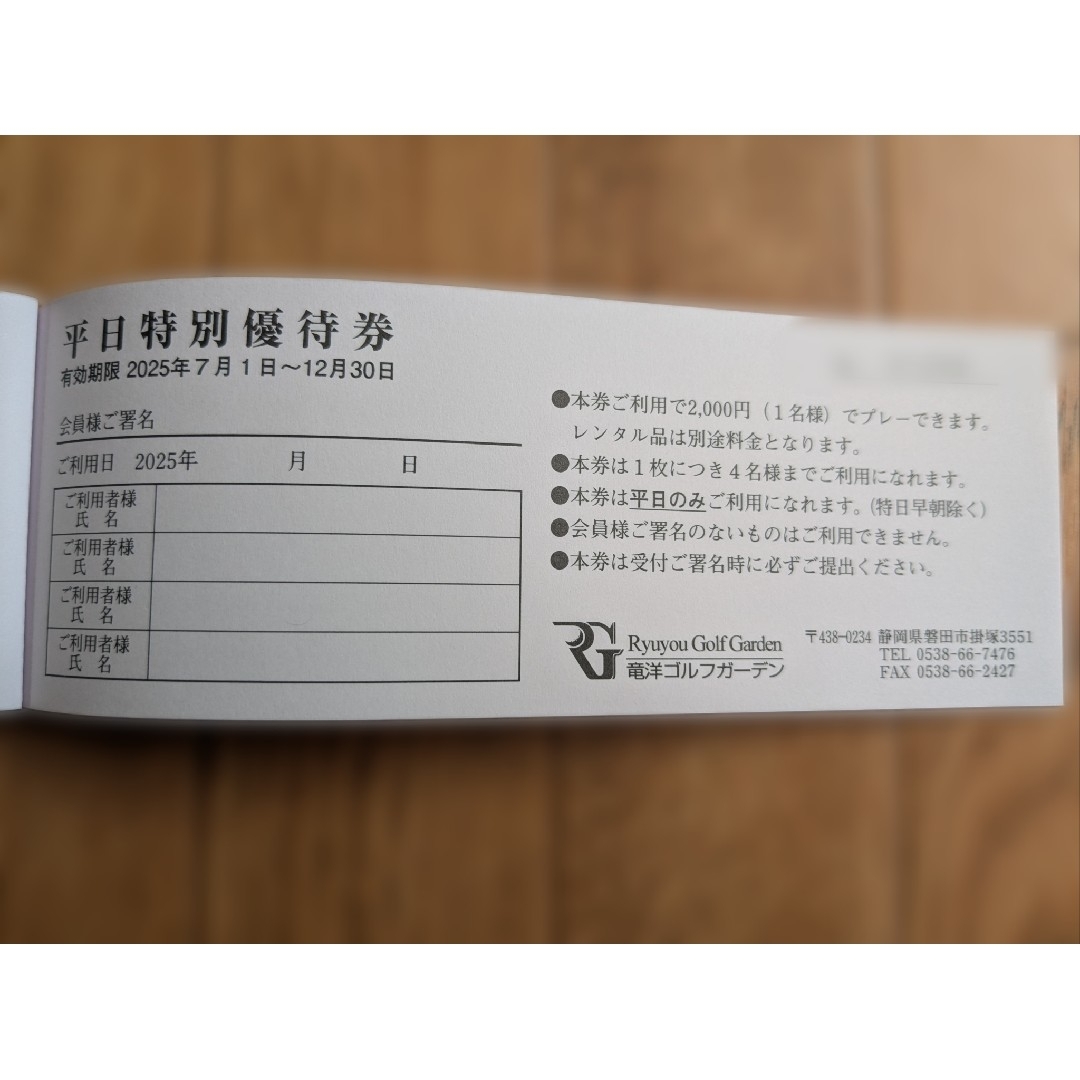 平日特別優待券
有効期限 2025年7月1日～12月30日
会員様ご署名
ご利用日 2025年 月 日
ご利用者様
氏 名
ご利用者様
氏 名
ご利用者様
氏 名
ご利用者様
氏 名
●本券ご利用で2,000円（1名様）でプレーできます。
レンタル品は別途料金となります。
●本券は1枚につき4名様までご利用になれます。
●本券は平日のみご利用になれます。(特日早朝除く)
●会員様ご署名のないものはご利用できません。
●本券は受付ご署名時に必ずご提出ください。
RG
Ryuyou Golf Garden
竜洋ゴルフガーデン
〒438-0234 静岡県磐田市掛塚3551
TEL 0538-66-7476
FAX 0538-66-2427